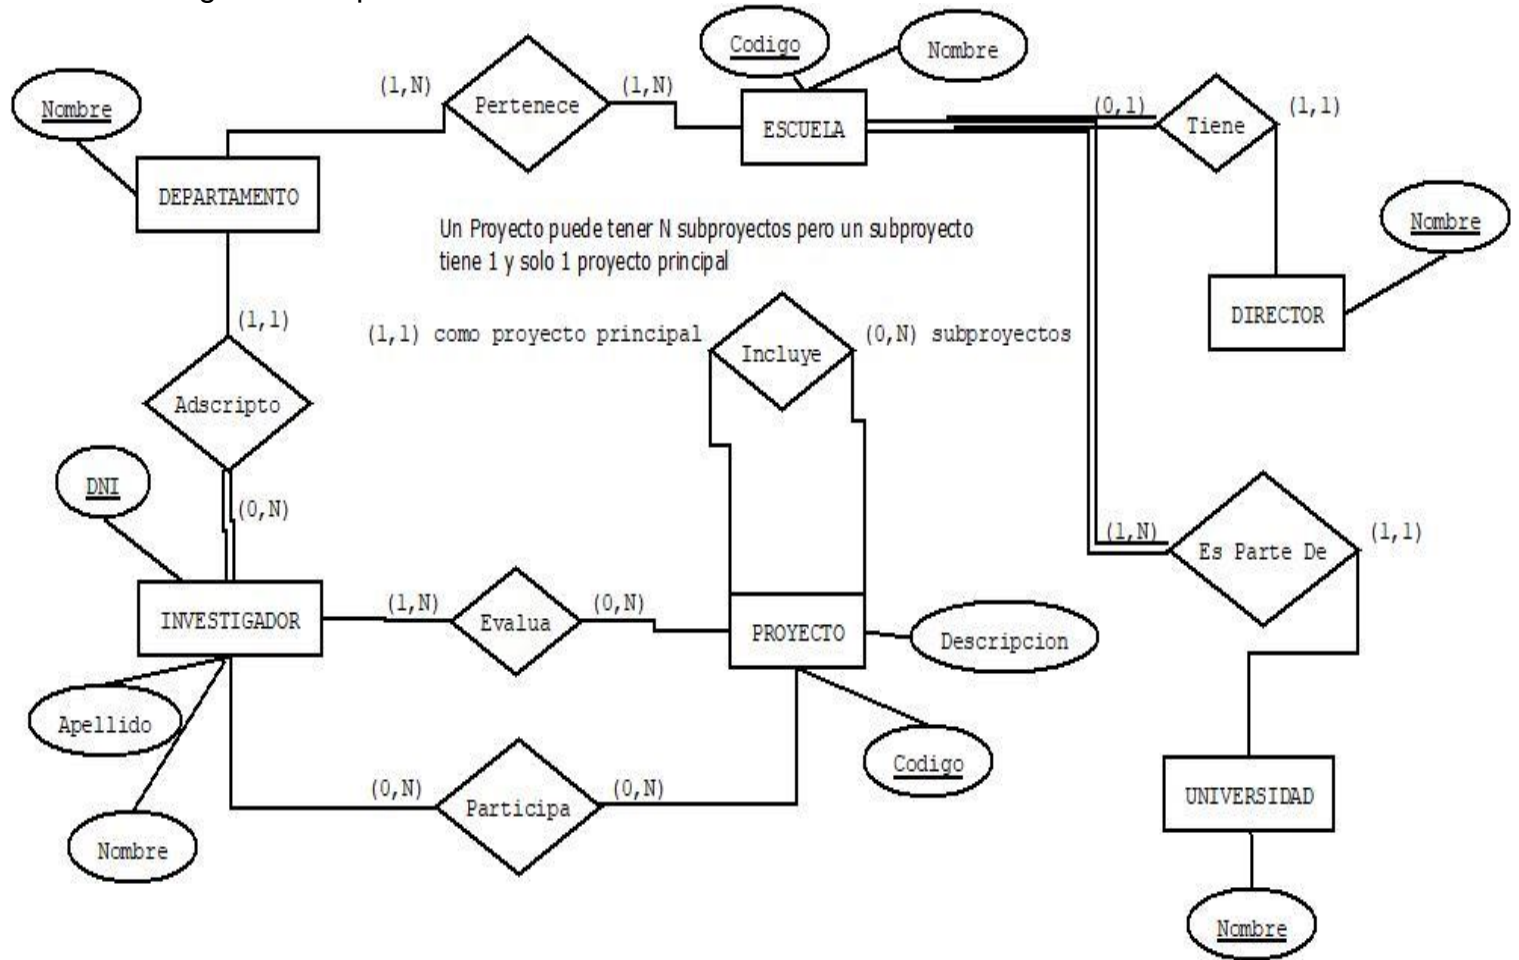 Codigo
Nombre
(1,N)
(1,N)
Pertenece
Nombre
ESCUELA
(0,1)
Tiene
(1,1)
DEPARTAMENTO
Un Proyecto puede tener N subproyectos pero un subproyecto
tiene 1 y solo 1 proyecto principal
Nombre
DIRECTOR
(1,1)
(1,1) como proyecto principal
Incluye
(0,N) subproyectos
Adscripto
DNI
(0,N)
(1,N)
Es Parte De
(1,1)
INVESTIGADOR
(1,N)
Evalua
(0,N)
PROYECTO
Descripcion
Apellido
Codigo
(0,N)
Participa
(0,N)
UNIVERSIDAD
Nombre
Nombre